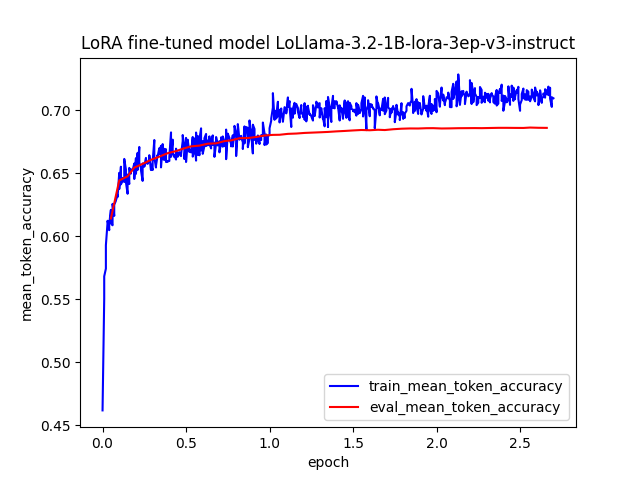 LoRA fine-tuned model LoLlama-3.2-1B-lora-3ep-v3-instruct
mean_token_accuracy
0.70
0.65
0.60
0.55
0.50
0.45
train_mean_token_accuracy
eval_mean_token_accuracy
0.0 0.5 1.0 1.5 2.0 2.5
epoch